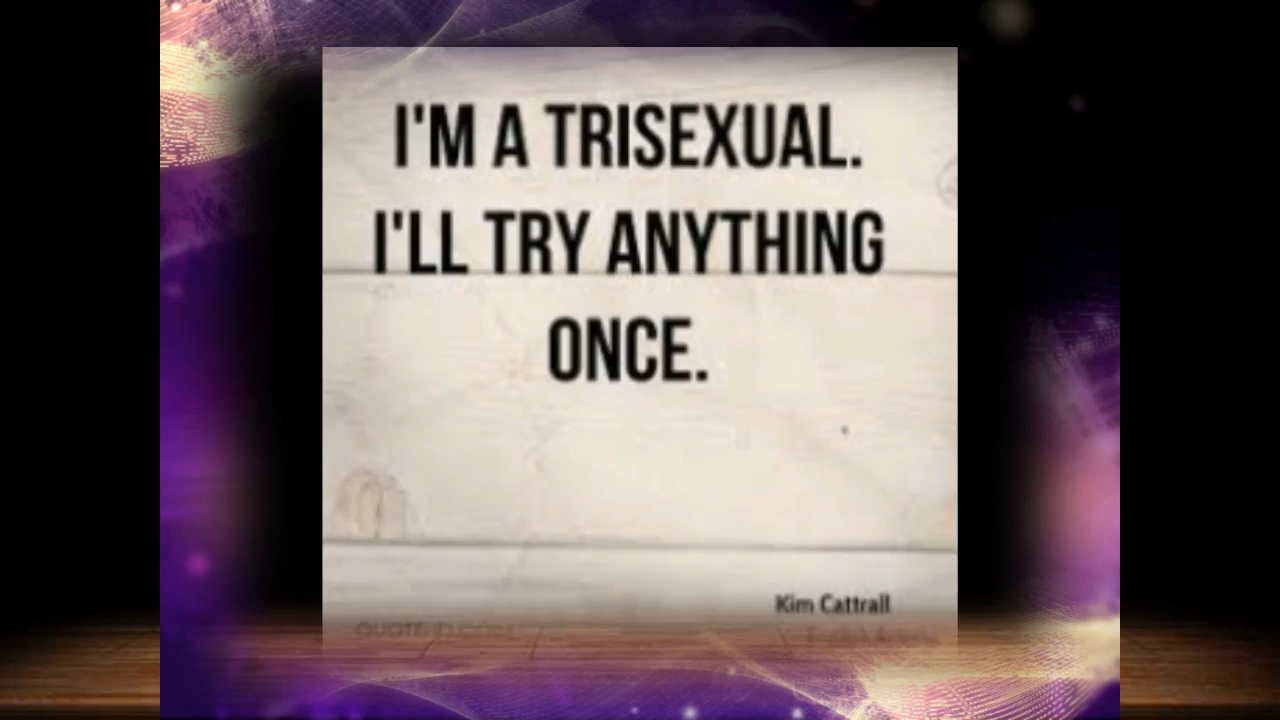 I'M A TRISEXUAL.
I'LL TRY ANYTHING
ONCE.
Kim Cattrall